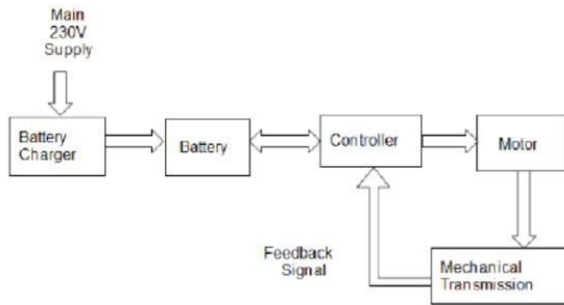 Main
230V
Supply
Battery
Charger
Battery
Controller
Motor
Feedback
Signal
Mechanical
Transmission